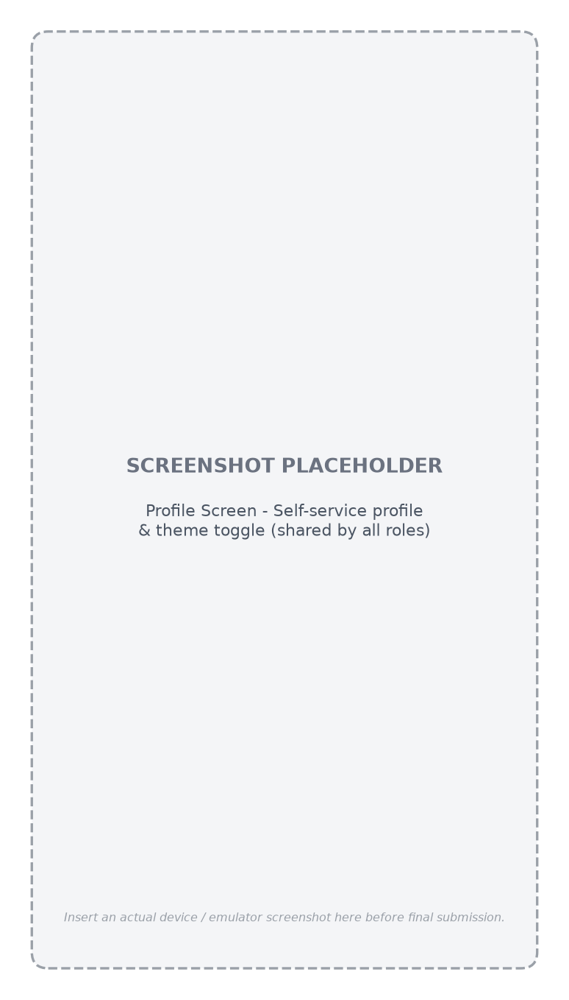 SCREENSHOT PLACEHOLDER
Profile Screen - Self-service profile
& theme toggle (shared by all roles)
Insert an actual device / emulator screenshot here before final submission.